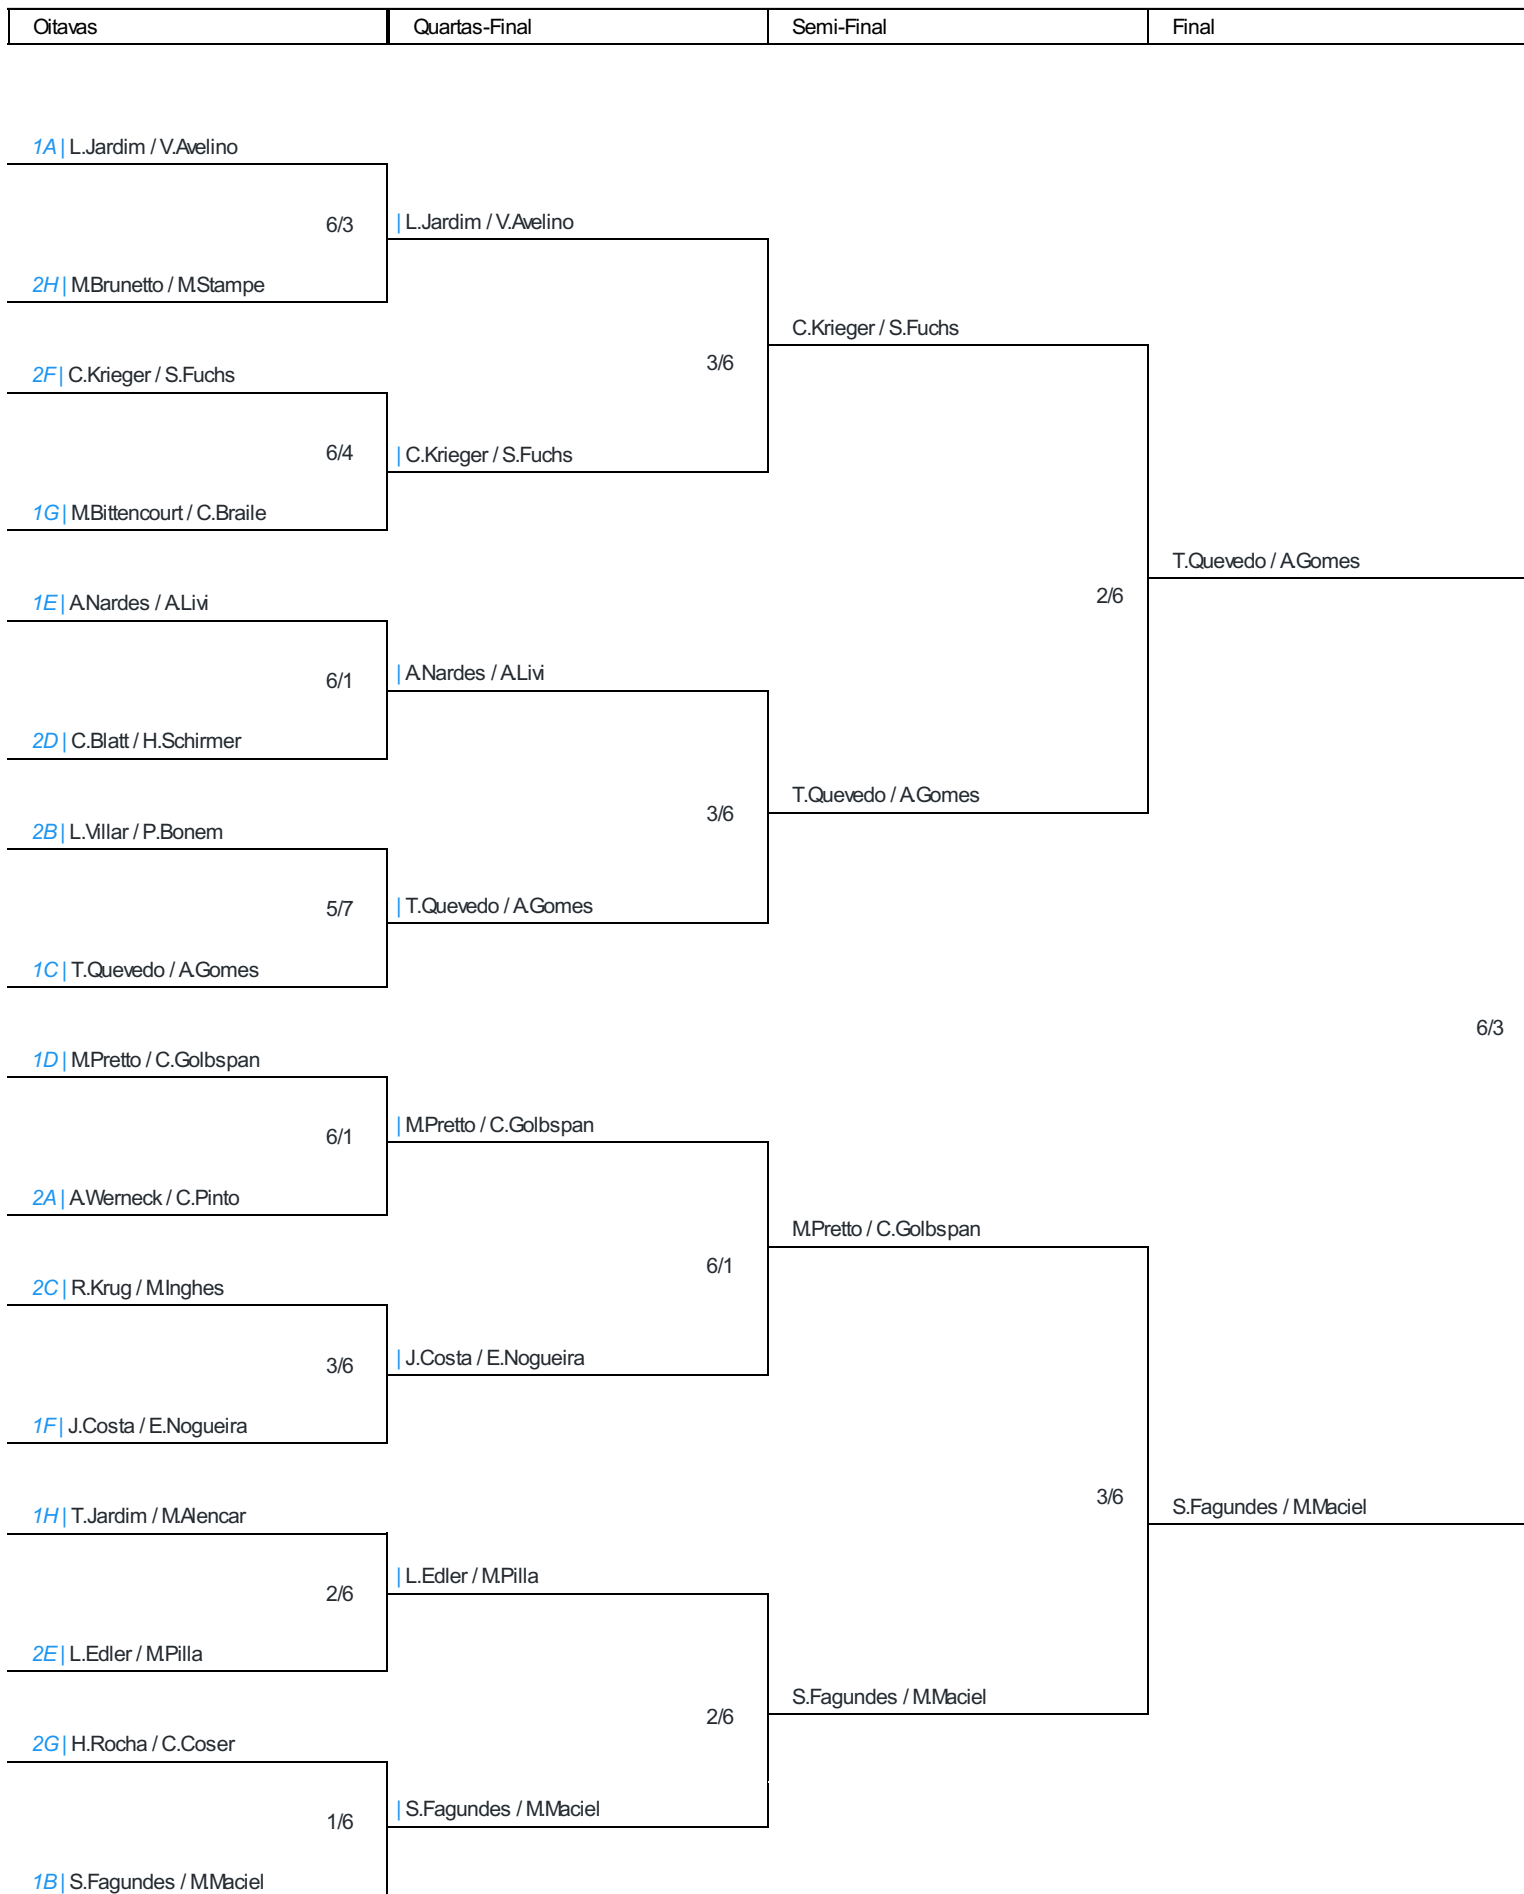 Oitavas
Quartas-Final
Semi-Final
Final
1A | L.Jardim / V.Avelino
6/3
| L.Jardim / V.Avelino
2H | M.Brunetto / M.Stampe
C.Krieger / S.Fuchs
3/6
2F | C.Krieger / S.Fuchs
6/4
| C.Krieger / S.Fuchs
1G | M.Bittencourt / C.Braile
T.Quevedo / A.Gomes
2/6
1E | A.Nardes / A.Livi
6/1
| A.Nardes / A.Livi
2D | C.Blatt / H.Schirmer
T.Quevedo / A.Gomes
3/6
2B | L.Villar / P.Bonem
5/7
| T.Quevedo / A.Gomes
1C | T.Quevedo / A.Gomes
6/3
1D | M.Pretto / C.Golbspan
6/1
| M.Pretto / C.Golbspan
2A | A.Werneck / C.Pinto
M.Pretto / C.Golbspan
6/1
2C | R.Krug / M.Inghes
3/6
| J.Costa / E.Nogueira
1F | J.Costa / E.Nogueira
3/6
S.Fagundes / M.Maciel
1H | T.Jardim / M.Alencar
2/6
| L.Edler / M.Pilla
2E | L.Edler / M.Pilla
S.Fagundes / M.Maciel
2/6
2G | H.Rocha / C.Coser
1/6
| S.Fagundes / M.Maciel
1B | S.Fagundes / M.Maciel